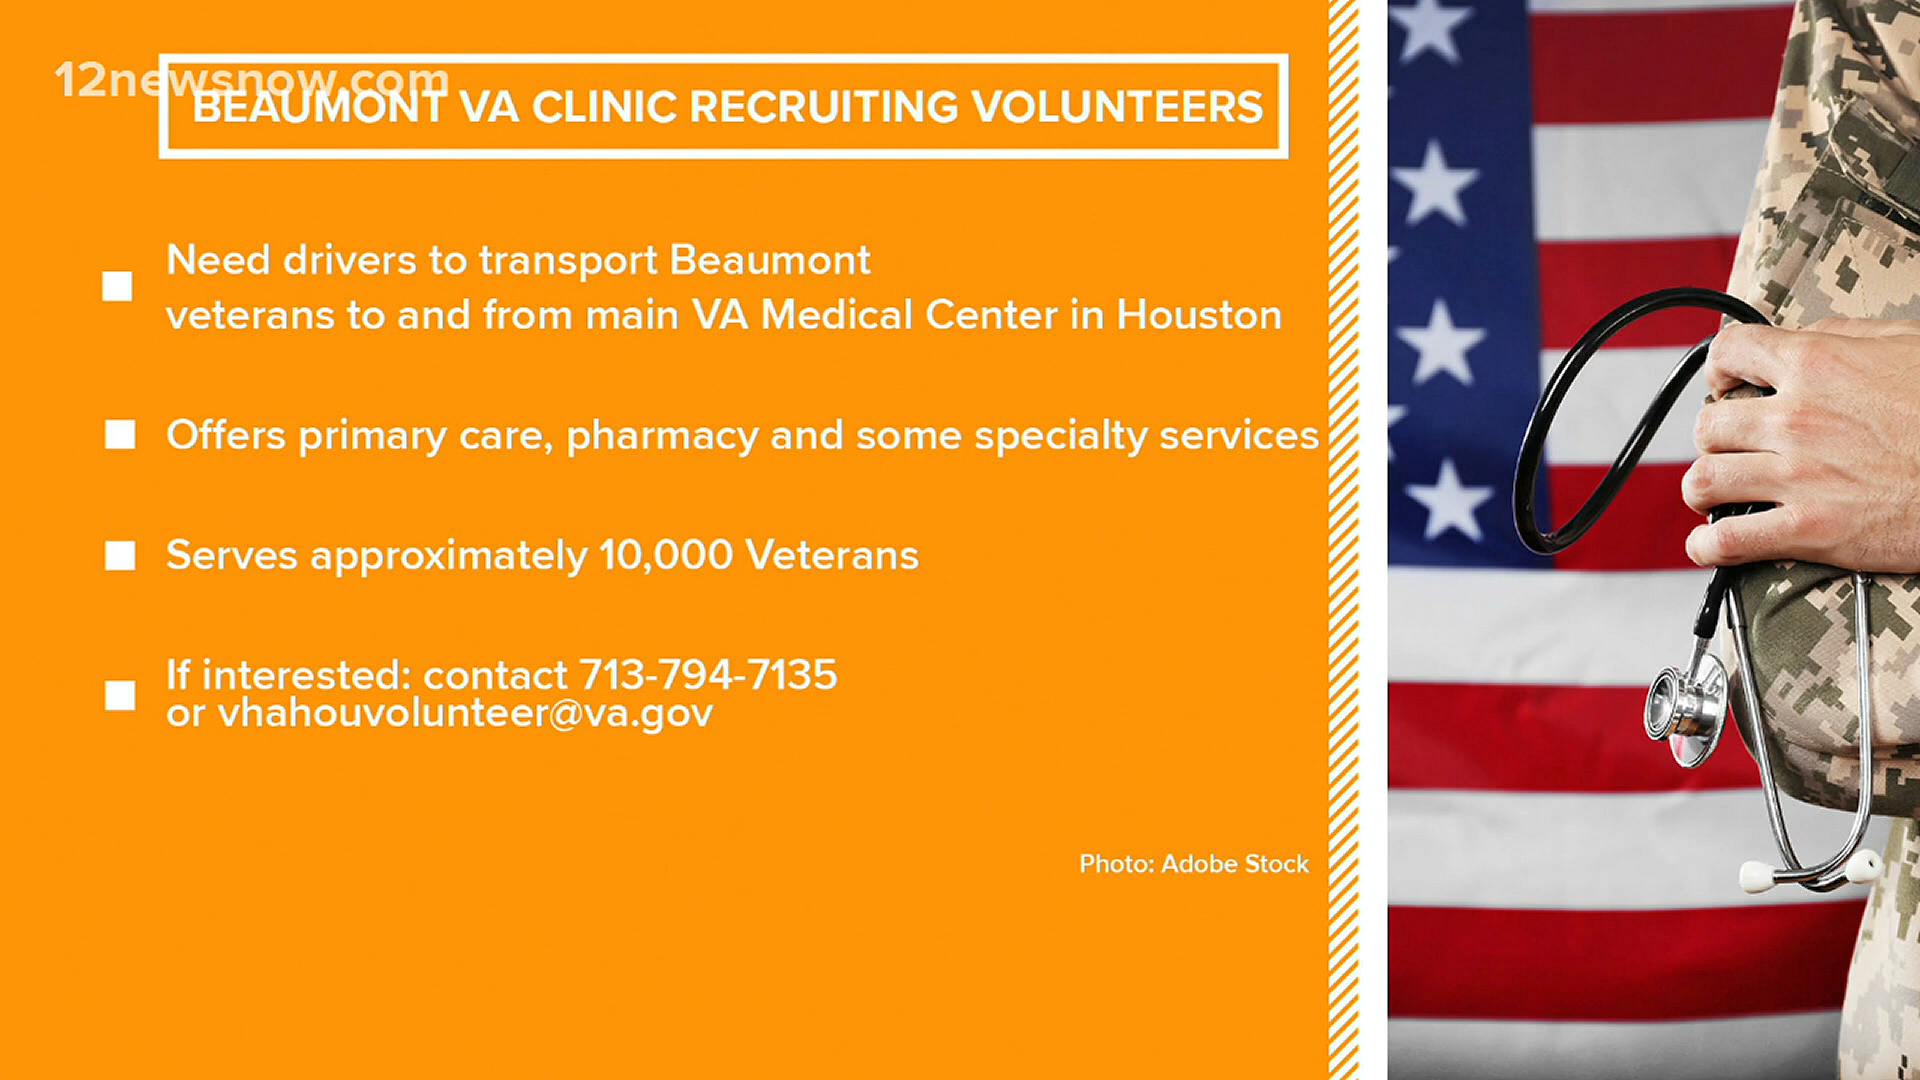 12newsnow.com
BEAUMONT VA CLINIC RECRUITING VOLUNTEERS
Need drivers to transport Beaumont
veterans to and from main VA Medical Center in Houston
Offers primary care, pharmacy and some specialty services
Serves approximately 10,000 Veterans
If interested: contact 713-794-7135
or vhahouvolunteer@va.gov
Photo: Adobe Stock